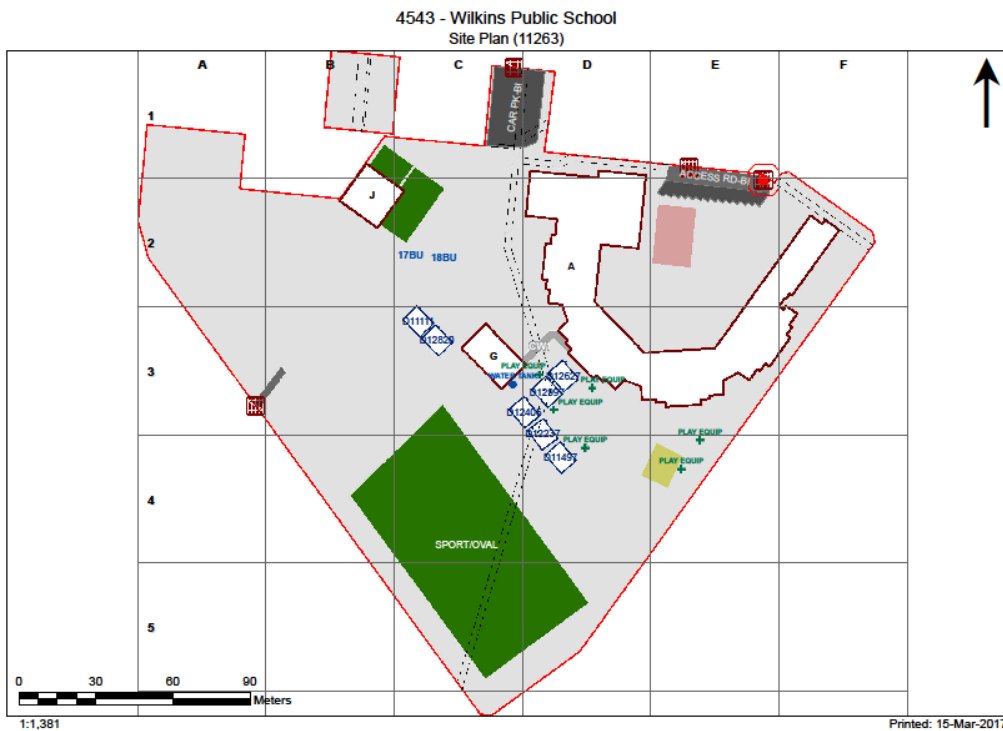 4543 - Wilkins Public School
Site Plan (11263)
A B C D E F
1
CAR PK-BI
ACCESS RD-BI
J
2
17BU 18BU
A
D11111
D12820
G
CWI
3
PLAY EQUIP
WATER TANK
D12627
PLAY EQUIP
D12597
PLAY EQUIP
D12406
D12237
PLAY EQUIP
PLAY EQUIP
D11497
PLAY EQUIP
4
SPORT/OVAL
5
0 30 60 90
Meters
1:1,381
Printed: 15-Mar-2017